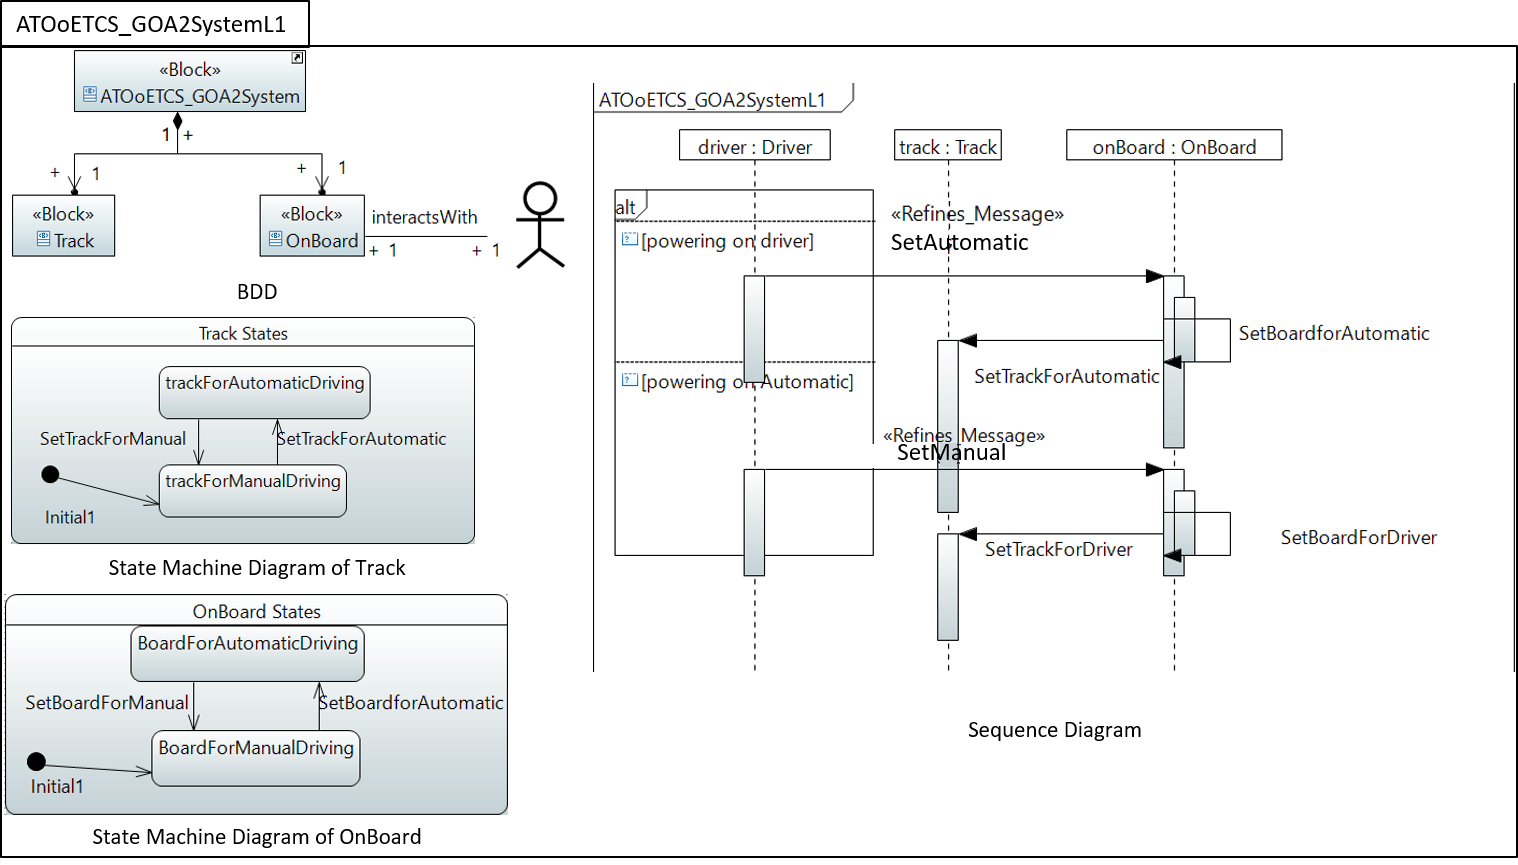 ATOoETCS_GOA2SystemL1
«Block»
ATOoETCS_GOA2System
1 +
+ 1
+ 1
«Block»
Track
«Block»
OnBoard
interactsWith
+ 1
+ 1
BDD
Track States
trackForAutomaticDriving
SetTrackForManual
SetTrackForAutomatic
trackForManualDriving
Initial1
State Machine Diagram of Track
OnBoard States
BoardForAutomaticDriving
SetBoardForManual
SetBoardforAutomatic
BoardForManualDriving
Initial1
State Machine Diagram of OnBoard
ATOoETCS_GOA2SystemL1
driver : Driver
track : Track
onBoard : OnBoard
alt
[powering on driver]
«Refines_Message»
SetAutomatic
SetBoardforAutomatic
SetTrackForAutomatic
[powering on Automatic]
«Refines_Message»
SetManual
SetBoardForDriver
SetTrackForDriver
Sequence Diagram